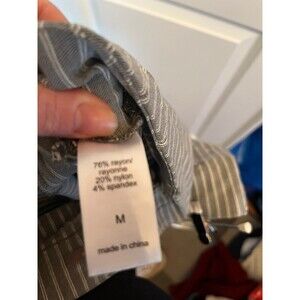 76% rayon/
rayonne
20% nylon
4% spandex
M
made in china